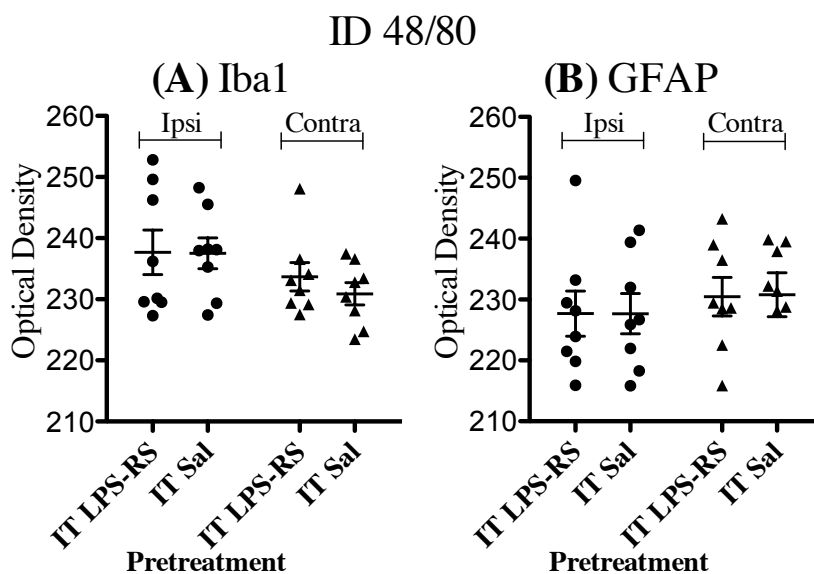 ID 48/80
(A) Iba1
Ipsi
Contra
Optical Density
260
250
240
230
220
210
IT LPS-RS
IT Sal
IT LPS-RS
IT Sal
Pretreatment
(B) GFAP
Ipsi
Contra
Optical Density
260
250
240
230
220
210
IT LPS-RS
IT Sal
IT LPS-RS
IT Sal
Pretreatment